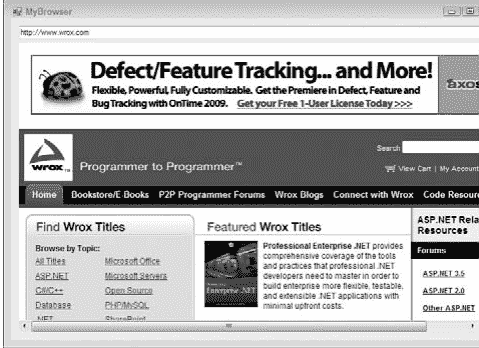 MyBrowser
http://www.wrox.com
Defect/Feature Tracking... and More!
Flexible, Powerful, Fully Customizable. Get the Premiere in Defect, Feature and
Bug Tracking with OnTime 2009. Get your Free 1-User License Today >>>
axos
wrox™
Programmer to Programmer™
Search
View Cart | My Account
Home Bookstore/E Books P2P Programmer Forums Wrox Blogs Connect with Wrox Code Resour
Find Wrox Titles
Browse by Topic:
All Titles Microsoft Office
ASP.NET Microsoft Servers
C#/C++ Open Source
Database PHP/MySQL
.NET SharePoint
Featured Wrox Titles
Enterprise .NET
Professional Enterprise .NET provides
comprehensive coverage of the tools
and practices that professional .NET
developers need to master in order to
build enterprise more flexible, testable,
and extensible .NET applications with
minimal upfront costs.
ASP.NET Rela
Resources
Forums
ASP.NET 3.5
ASP.NET 2.0
Other ASP.NET